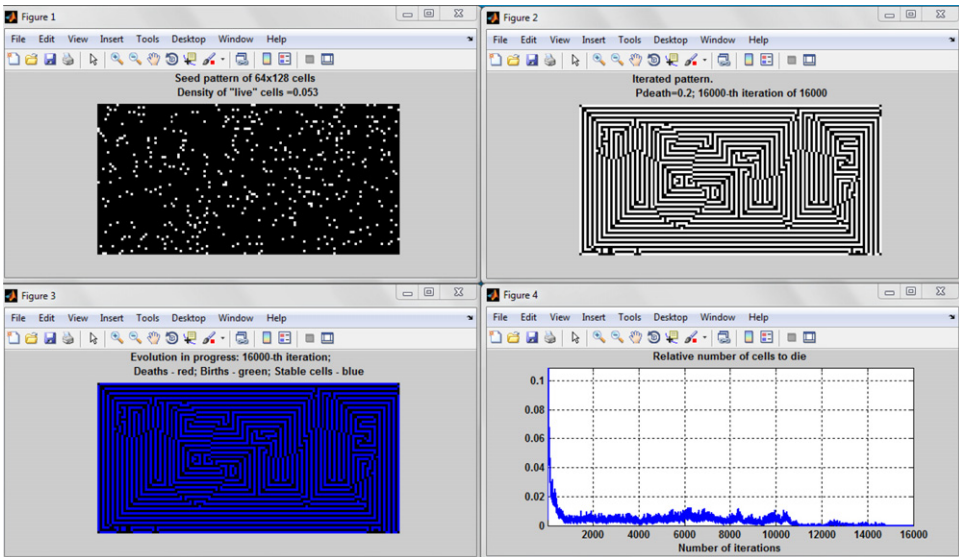 Figure 1
File Edit View Insert Tools Desktop Window Help
Seed pattern of 64x128 cells
Density of "live" cells =0.053
Figure 2
File Edit View Insert Tools Desktop Window Help
Iterated pattern.
Pdeath=0.2; 16000-th iteration of 16000
Figure 3
File Edit View Insert Tools Desktop Window Help
Evolution in progress: 16000-th iteration;
Deaths - red; Births - green; Stable cells - blue
Figure 4
File Edit View Insert Tools Desktop Window Help
Relative number of cells to die
0.1
0.08
0.06
0.04
0.02
0
2000 4000 6000 8000 10000 12000 14000 16000
Number of iterations